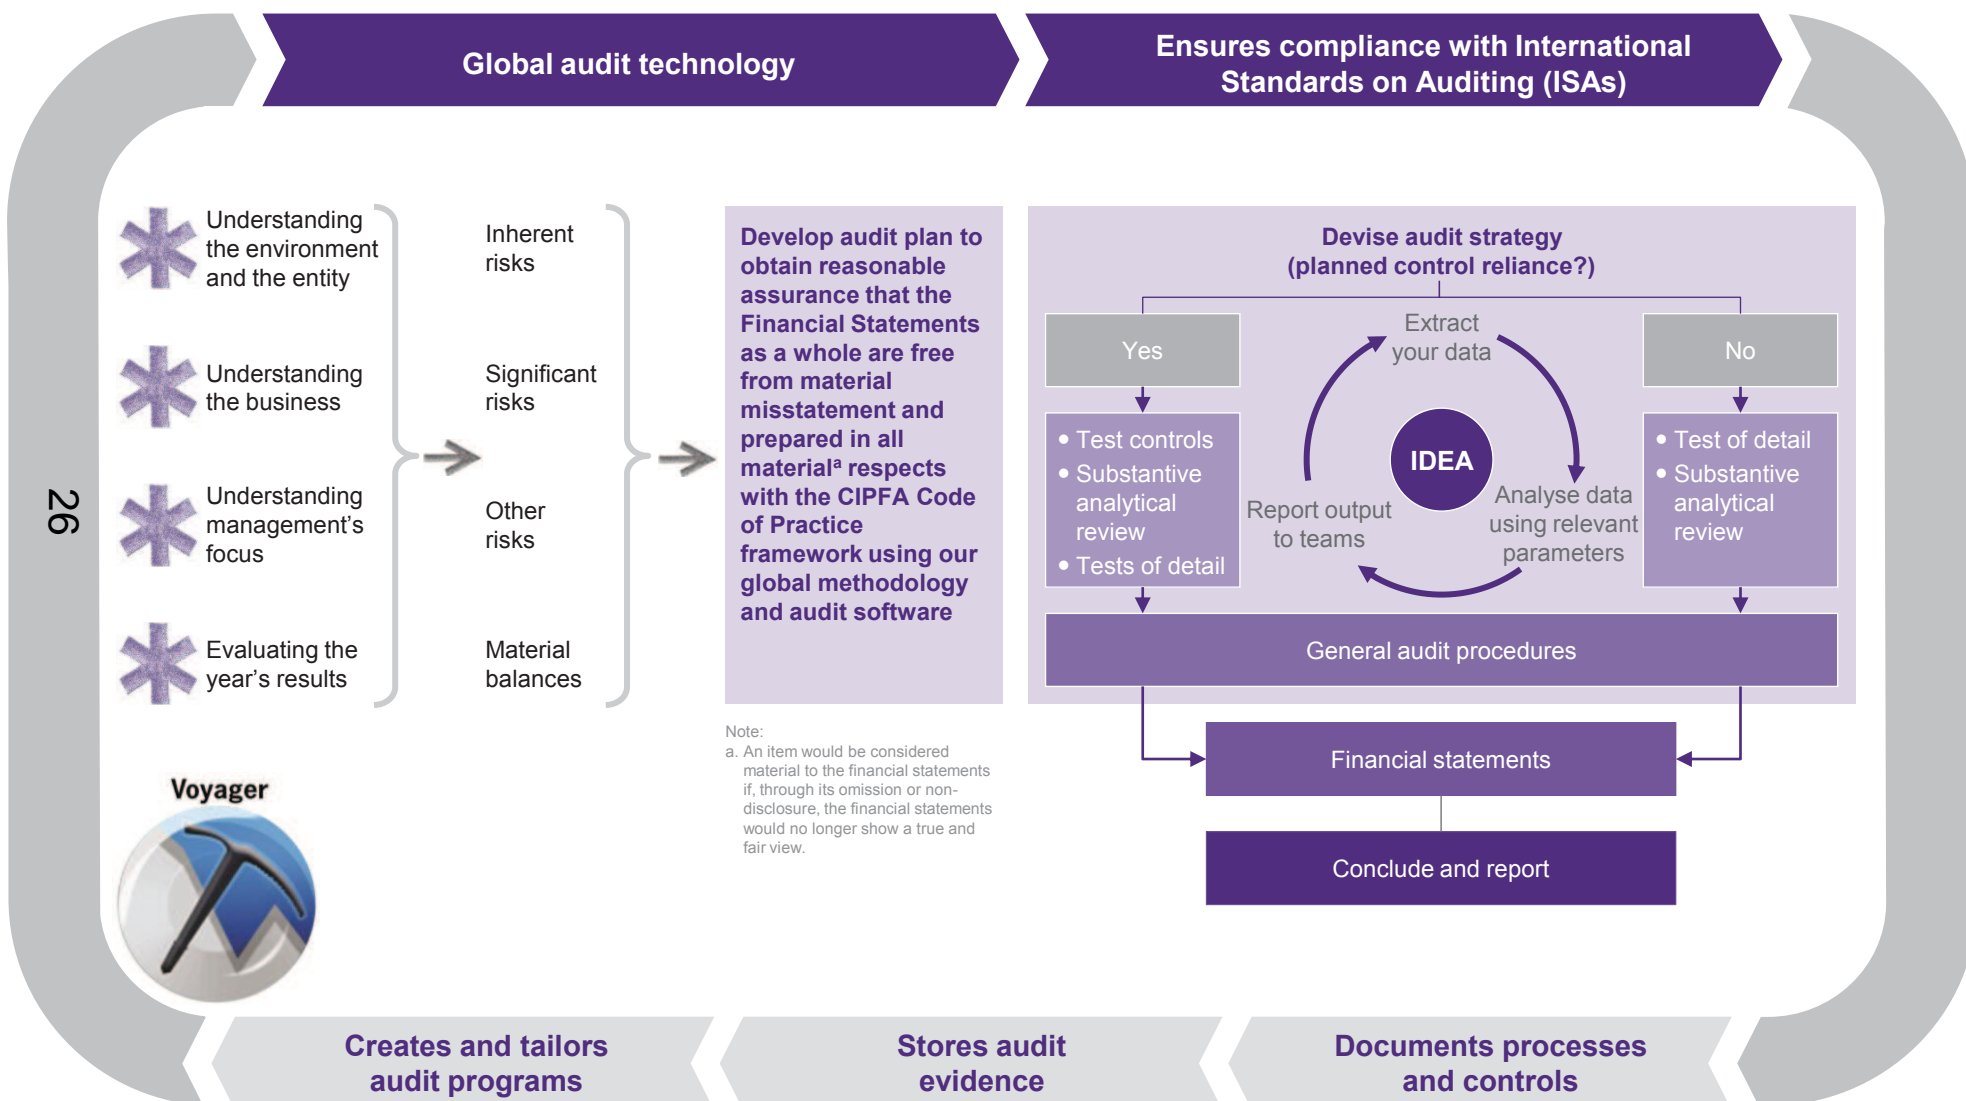 Global audit technology
Ensures compliance with International
Standards on Auditing (ISAs)
Understanding
the environment
and the entity
Understanding
the business
Understanding
management’s
focus
Evaluating the
year’s results
Inherent
risks
Significant
risks
Other
risks
Material
balances
Develop audit plan to
obtain reasonable
assurance that the
Financial Statements
as a whole are free
from material
misstatement and
prepared in all
materialᵃ respects
with the CIPFA Code
of Practice
framework using our
global methodology
and audit software
Note:
a. An item would be considered
material to the financial statements
if, through its omission or non-
disclosure, the financial statements
would no longer show a true and
fair view.
Devise audit strategy
(planned control reliance?)
Yes
• Test controls
• Substantive
analytical
review
• Tests of detail
Extract
your data
IDEA
Analyse data
using relevant
parameters
Report output
to teams
No
• Test of detail
• Substantive
analytical
review
General audit procedures
Financial statements
Conclude and report
26
Voyager
Creates and tailors
audit programs
Stores audit
evidence
Documents processes
and controls